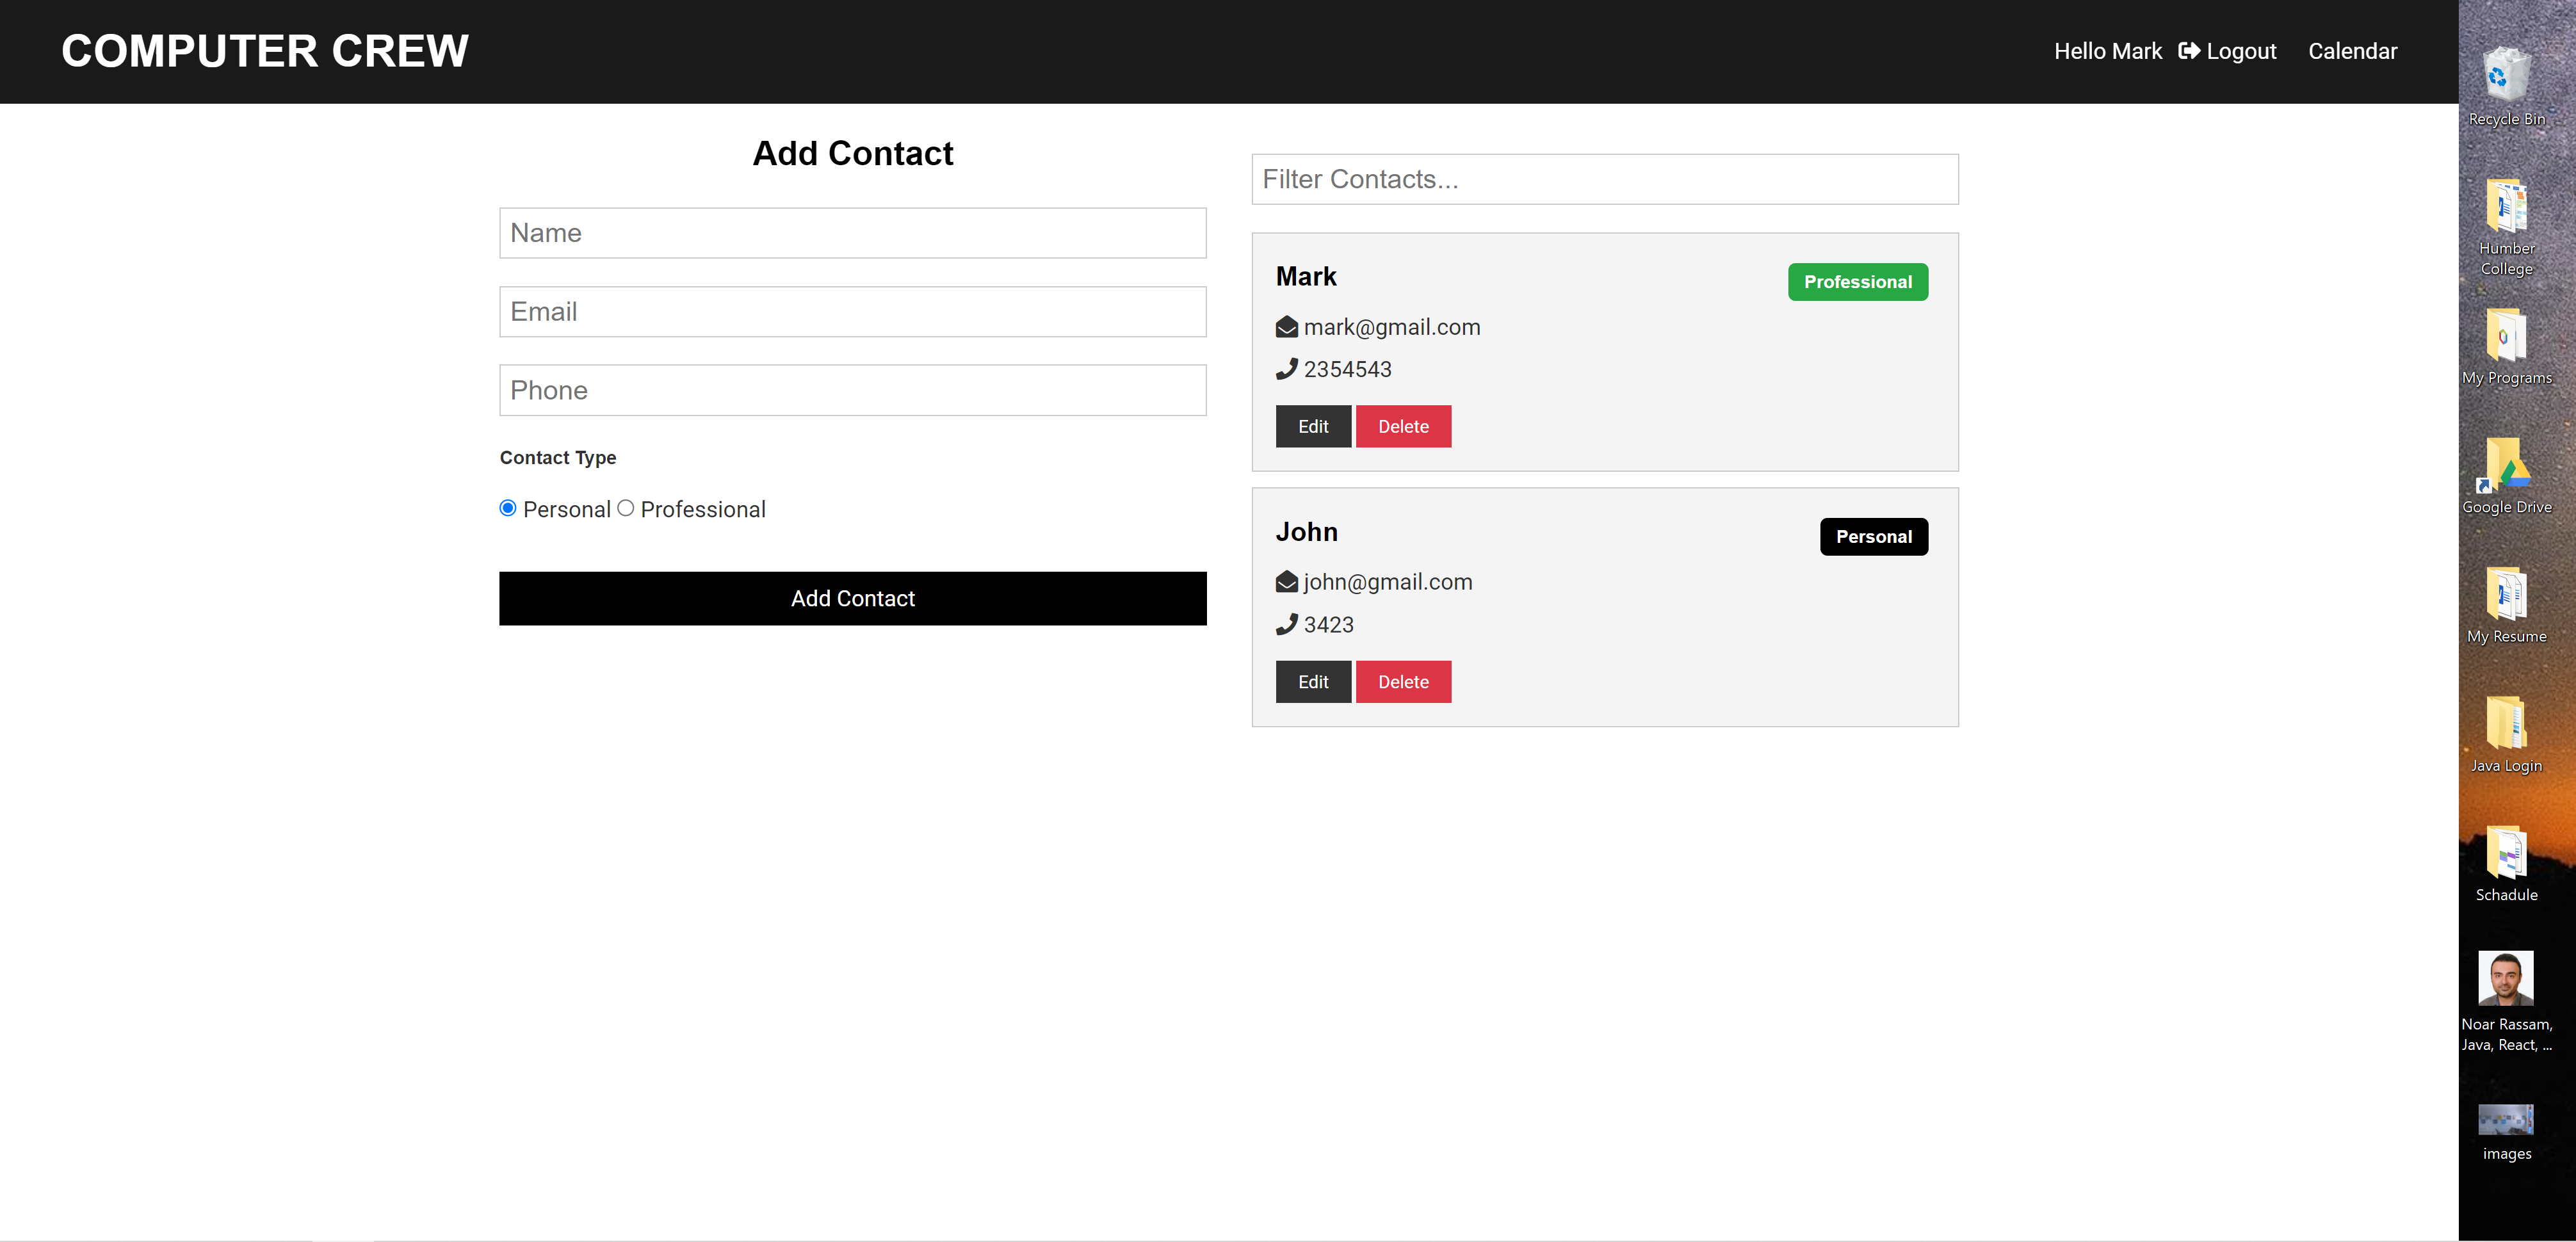 COMPUTER CREW
Hello Mark Logout Calendar
Add Contact
Name
Email
Phone
Contact Type
Personal Professional
Add Contact
Filter Contacts...
Mark
Professional
mark@gmail.com
2354543
Edit Delete
John
Personal
john@gmail.com
3423
Edit Delete
Recycle Bin
Humber
College
My Programs
Google Drive
My Resume
Java Login
Schadule
Noar Rassam,
Java, React, ...
images